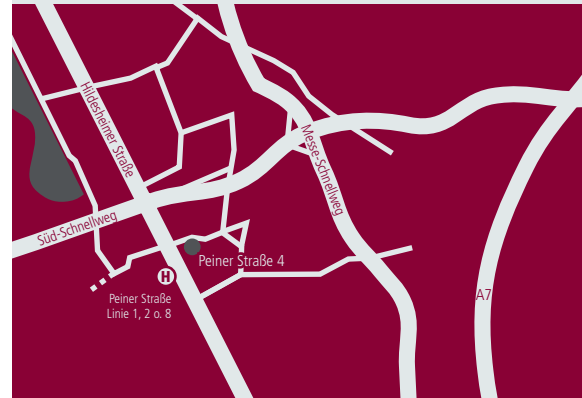 Hildesheimer Straße
Messe-Schnellweg
Süd-Schnellweg
Peiner Straße 4
H
A7
Peiner Straße
Linie 1, 2 o. 8